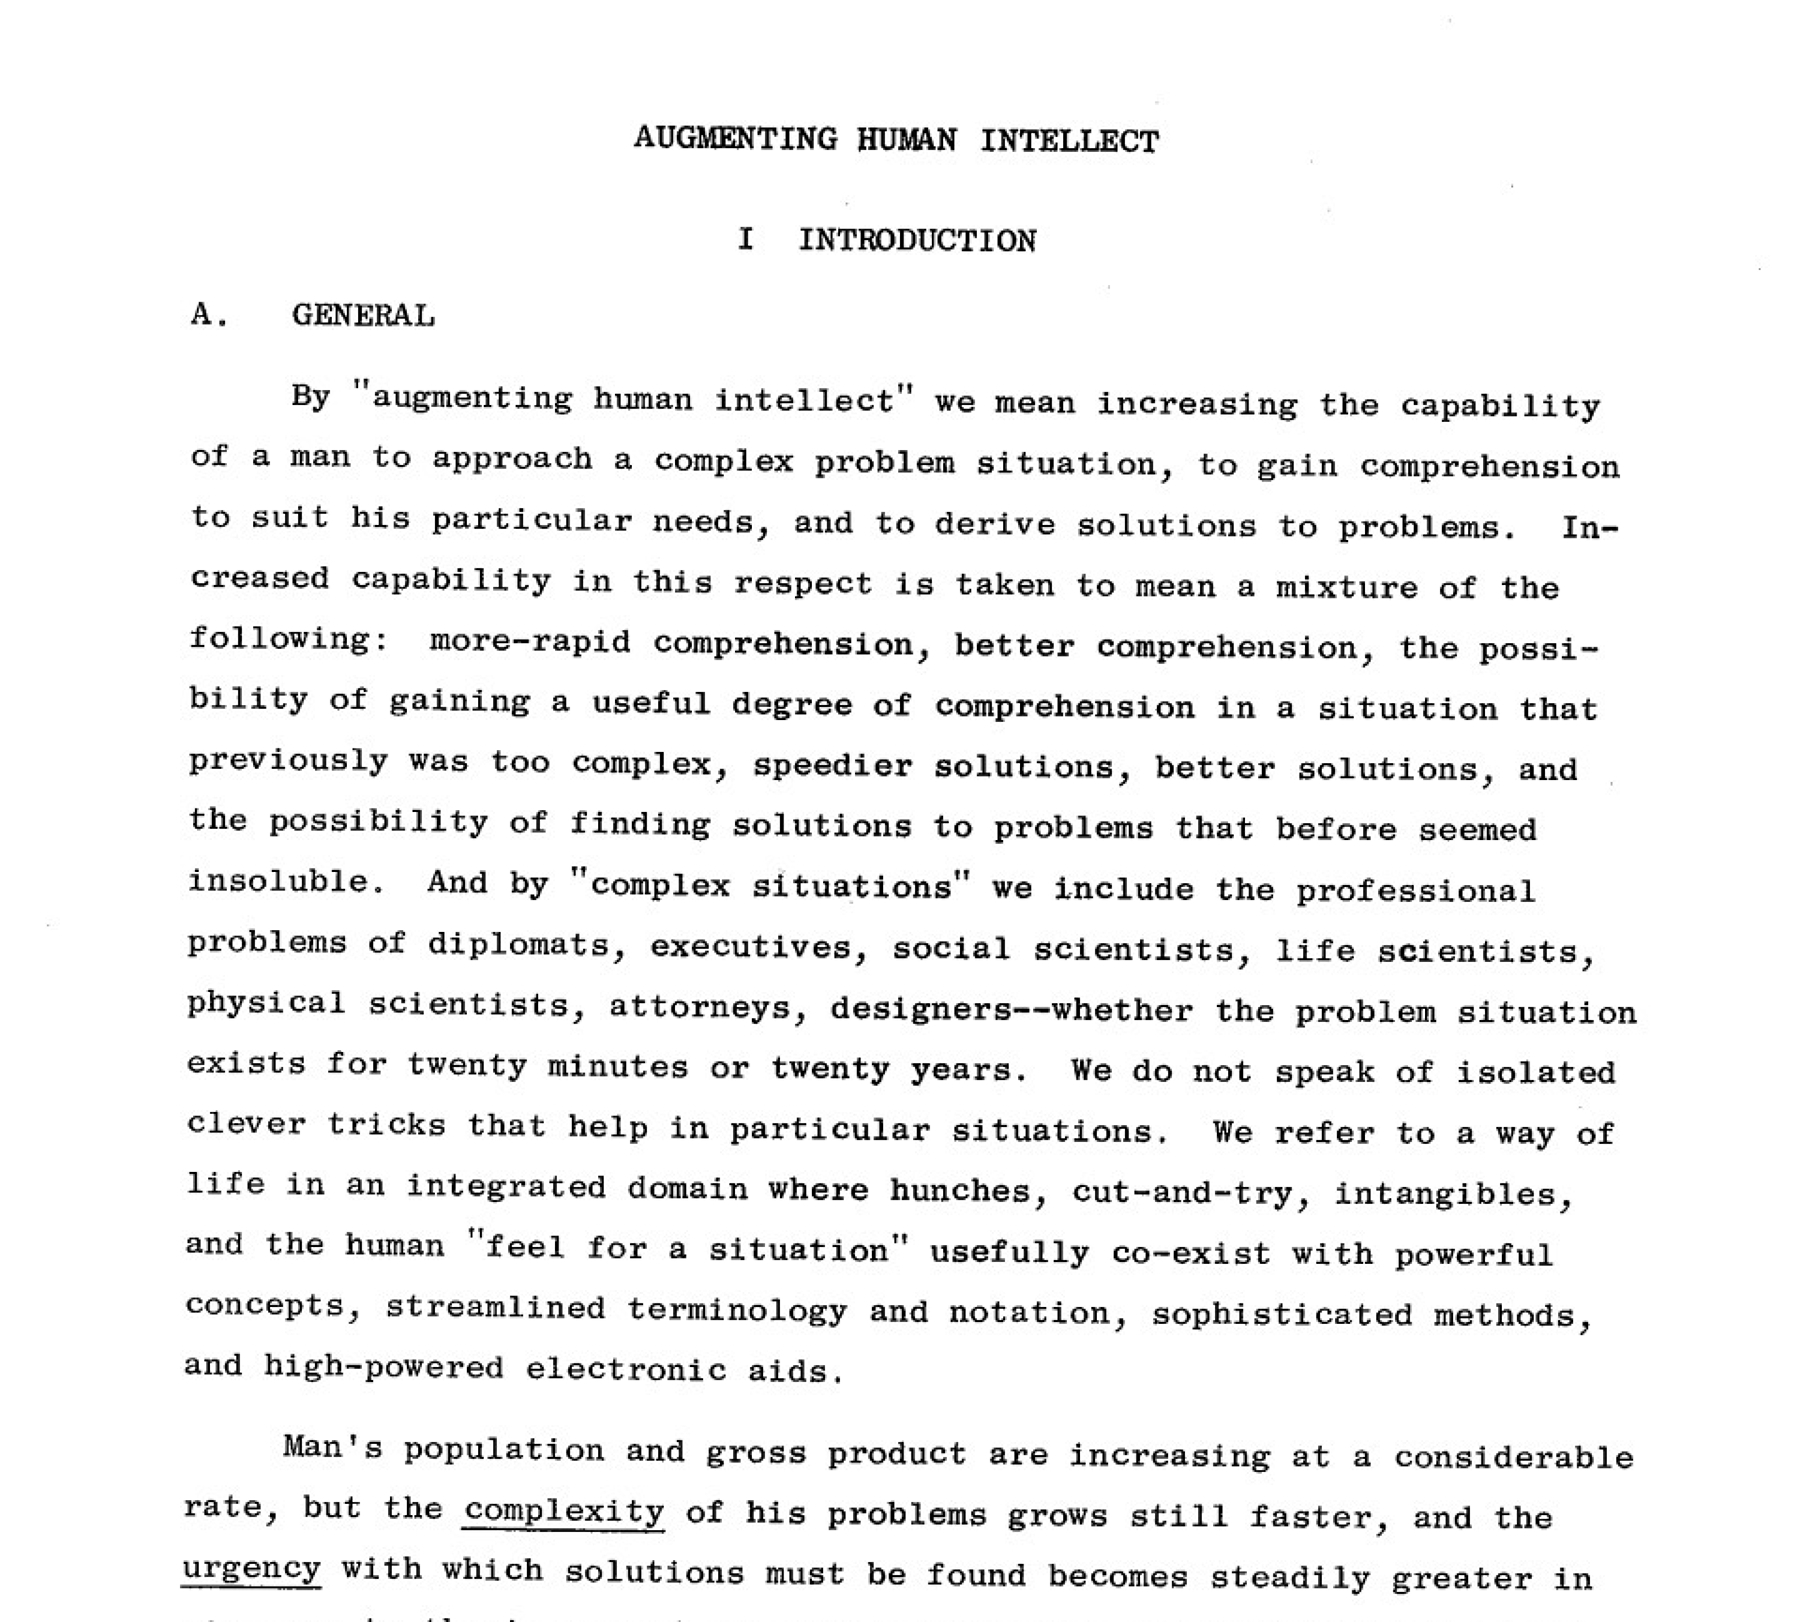 AUGMENTING HUMAN INTELLECT
I INTRODUCTION
A. GENERAL
By "augmenting human intellect" we mean increasing the capability
of a man to approach a complex problem situation, to gain comprehension
to suit his particular needs, and to derive solutions to problems. In-
creased capability in this respect is taken to mean a mixture of the
following: more-rapid comprehension, better comprehension, the possi-
bility of gaining a useful degree of comprehension in a situation that
previously was too complex, speedier solutions, better solutions, and
the possibility of finding solutions to problems that before seemed
insoluble. And by "complex situations" we include the professional
problems of diplomats, executives, social scientists, life scientists,
physical scientists, attorneys, designers--whether the problem situation
exists for twenty minutes or twenty years. We do not speak of isolated
clever tricks that help in particular situations. We refer to a way of
life in an integrated domain where hunches, cut-and-try, intangibles,
and the human "feel for a situation" usefully co-exist with powerful
concepts, streamlined terminology and notation, sophisticated methods,
and high-powered electronic aids.
Man's population and gross product are increasing at a considerable
rate, but the complexity of his problems grows still faster, and the
urgency with which solutions must be found becomes steadily greater in